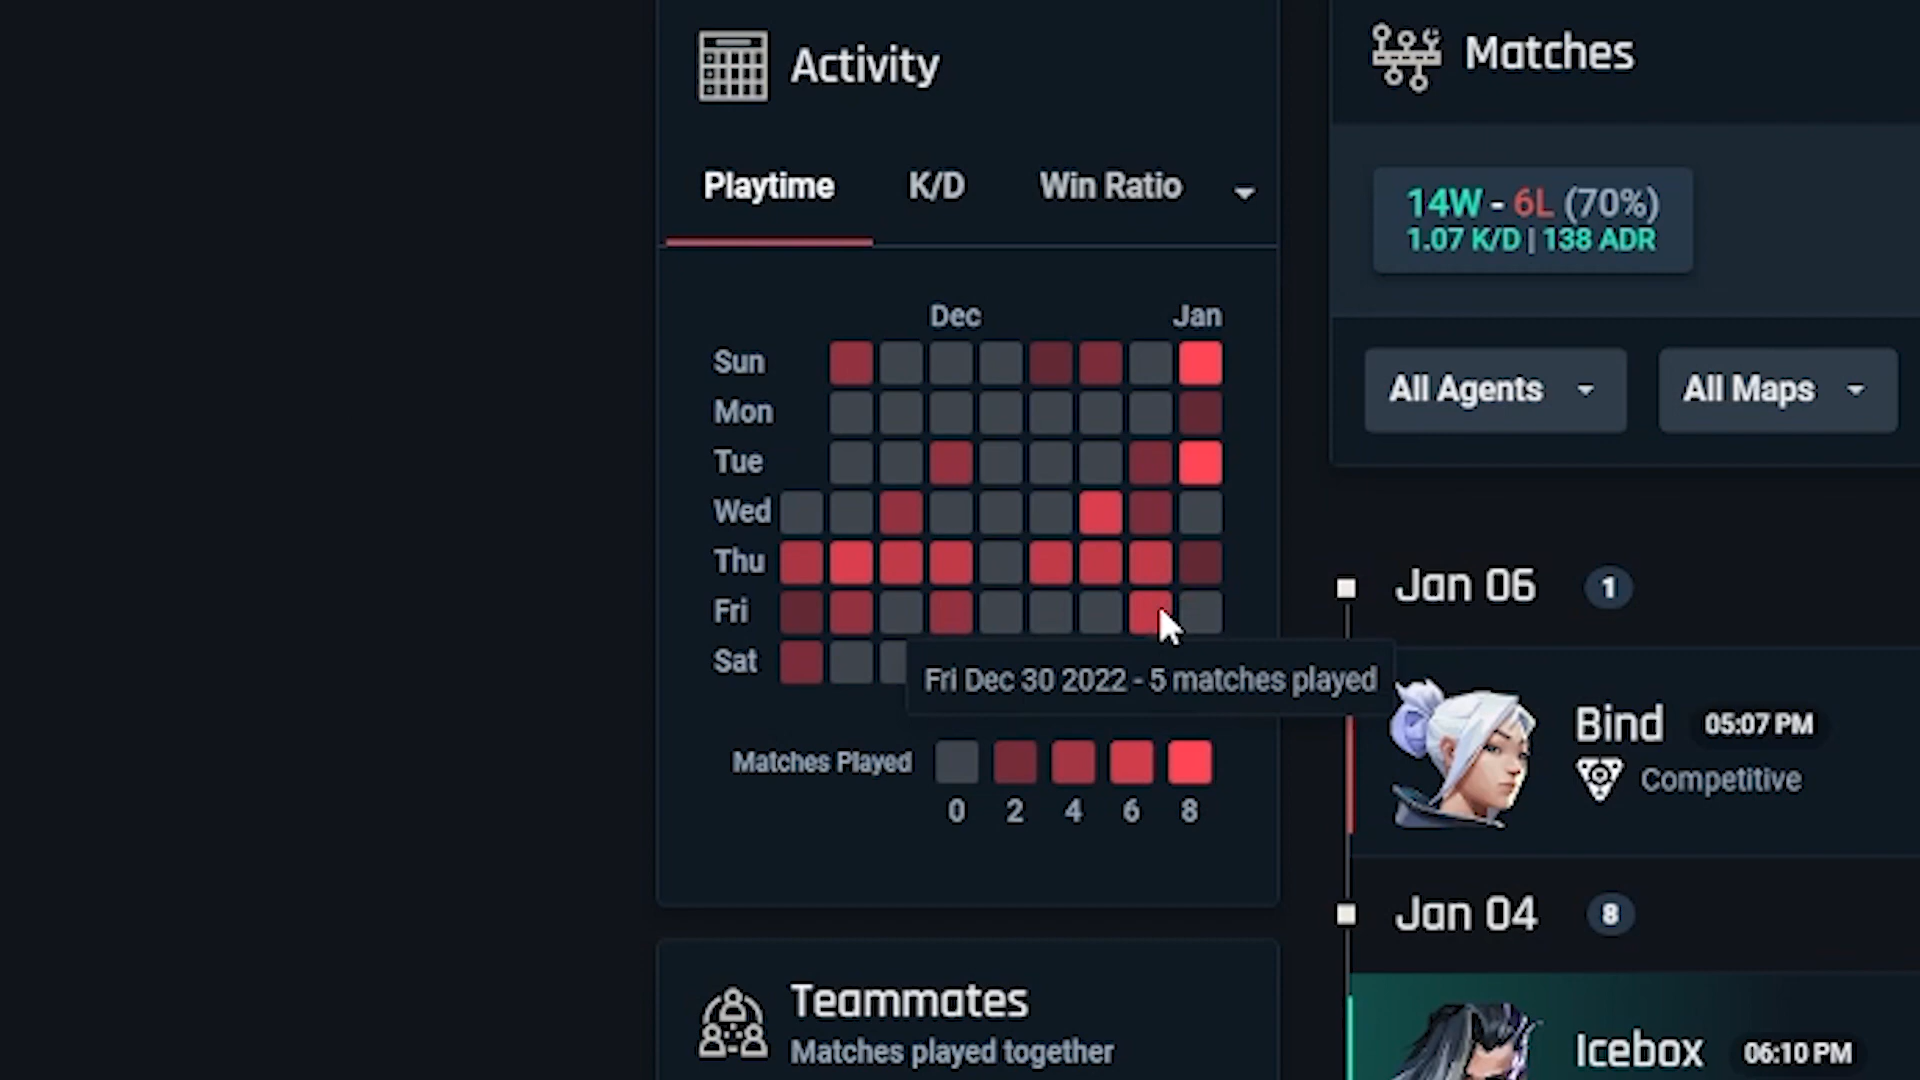 Activity
Playtime K/D Win Ratio
Dec Jan
Sun
Mon
Tue
Wed
Thu
Fri
Sat
Fri Dec 30 2022 - 5 matches played
Matches Played
0 2 4 6 8
Teammates
Matches played together
Matches
14W - 6L (70%)
1.07 K/D | 138 ADR
All Agents All Maps
Jan 06 1
Bind 05:07 PM
Competitive
Jan 04 8
Icebox 06:10 PM